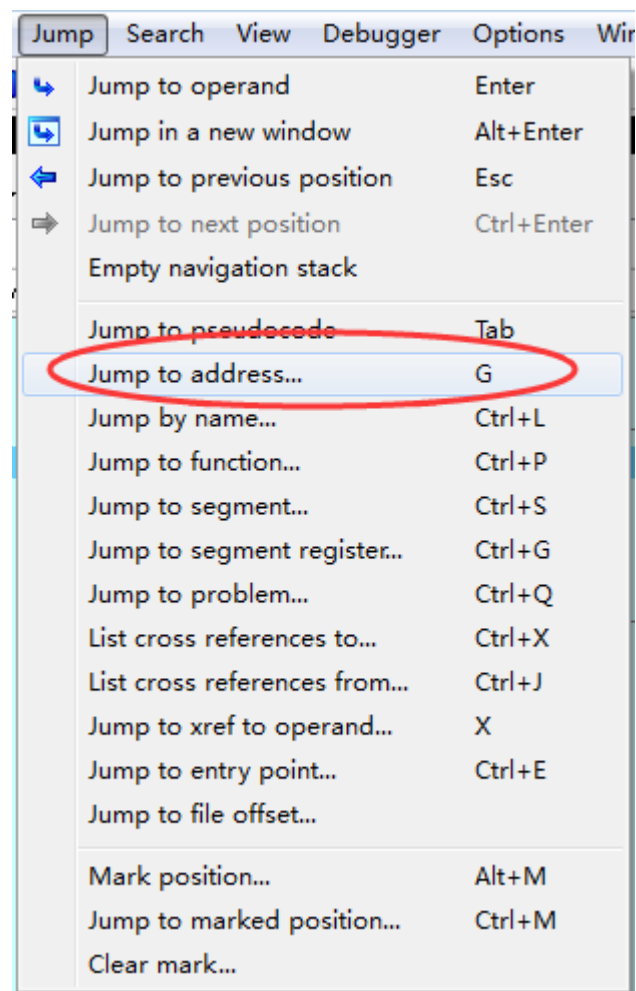 Jump Search View Debugger Options Wi
Jump to operand Enter
Jump in a new window Alt+Enter
Jump to previous position Esc
Jump to next position Ctrl+Enter
Empty navigation stack
Jump to pseudocode Tab
Jump to address... G
Jump by name... Ctrl+L
Jump to function... Ctrl+P
Jump to segment... Ctrl+S
Jump to segment register... Ctrl+G
Jump to problem... Ctrl+Q
List cross references to... Ctrl+X
List cross references from... Ctrl+J
Jump to xref to operand... X
Jump to entry point... Ctrl+E
Jump to file offset...
Mark position... Alt+M
Jump to marked position... Ctrl+M
Clear mark...